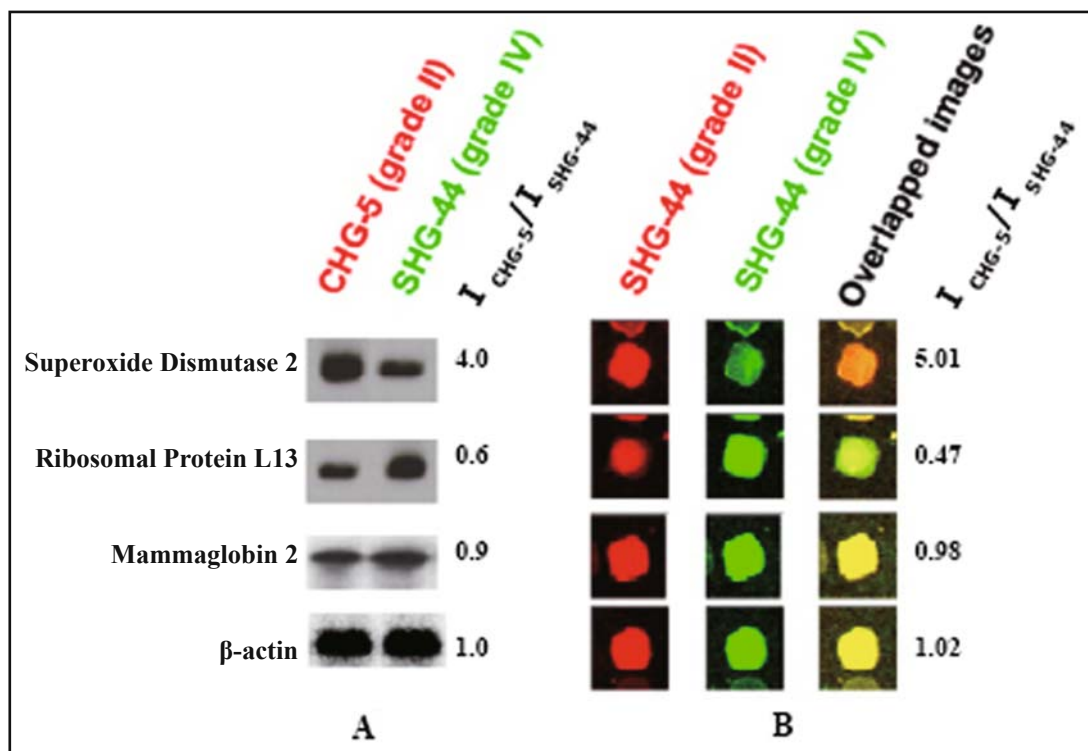 CHG-5 (grade II)
SHG-44 (grade IV)
I CHG-5/I SHG-44
SHG-44 (grade II)
SHG-44 (grade IV)
Overlapped images
I CHG-5/I SHG-44
Superoxide Dismutase 2
4.0
5.01
Ribosomal Protein L13
0.6
0.47
Mammaglobin 2
0.9
0.98
β-actin
1.0
1.02
A
B